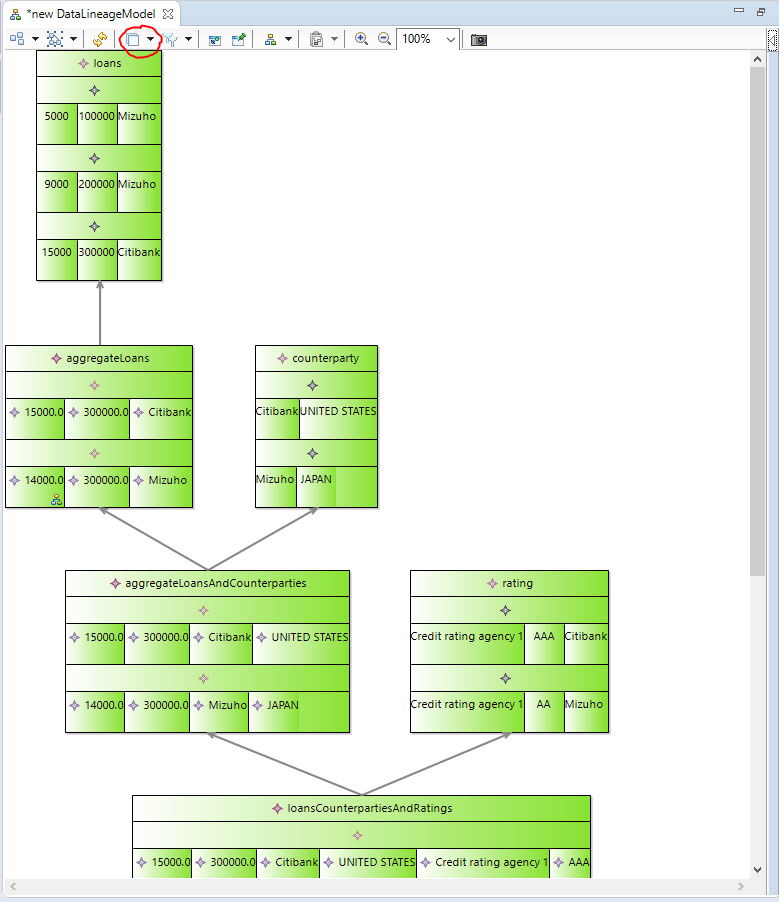 *new DataLineageModel
100%
loans
5000 100000 Mizuho
9000 200000 Mizuho
15000 300000 Citibank
aggregateLoans
15000.0 300000.0 Citibank
14000.0 300000.0 Mizuho
counterparty
Citibank UNITED STATES
Mizuho JAPAN
aggregateLoansAndCounterparties
15000.0 300000.0 Citibank UNITED STATES
14000.0 300000.0 Mizuho JAPAN
rating
Credit rating agency 1 AAA Citibank
Credit rating agency 1 AA Mizuho
loansCounterpartiesAndRatings
15000.0 300000.0 Citibank UNITED STATES Credit rating agency 1 AAA